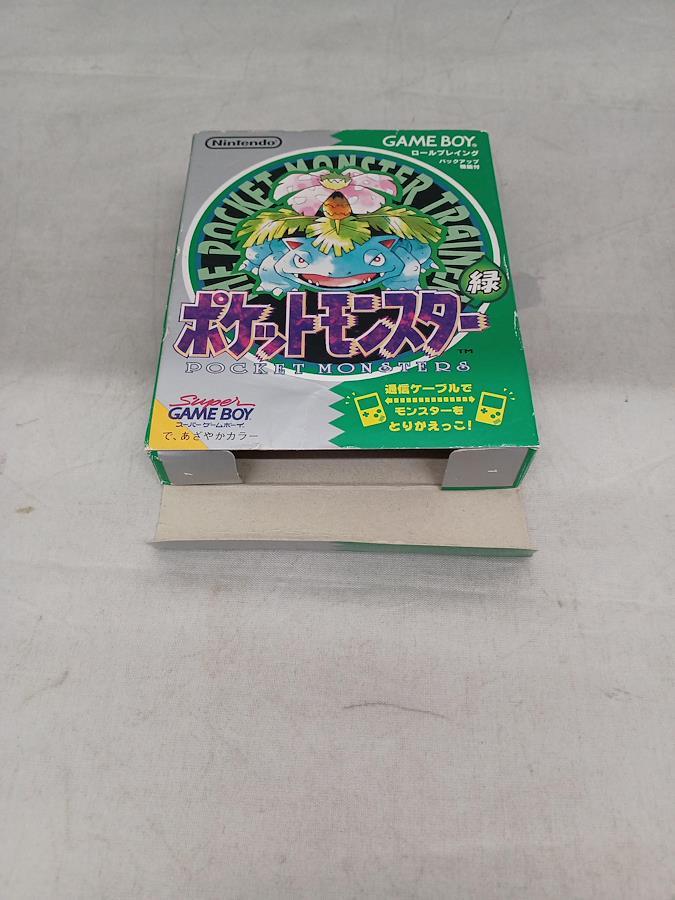 Nintendo
GAME BOY
ロールプレイング
バックアップ
機能付
THE POCKET MONSTER TRAINER
緑
ポケットモンスター
TM
POCKET MONSTERS
Super
GAME BOY
スーパーゲームボーイ
で、あざやかカラー
通信ケーブルで
モンスターを
とりかえっこ!